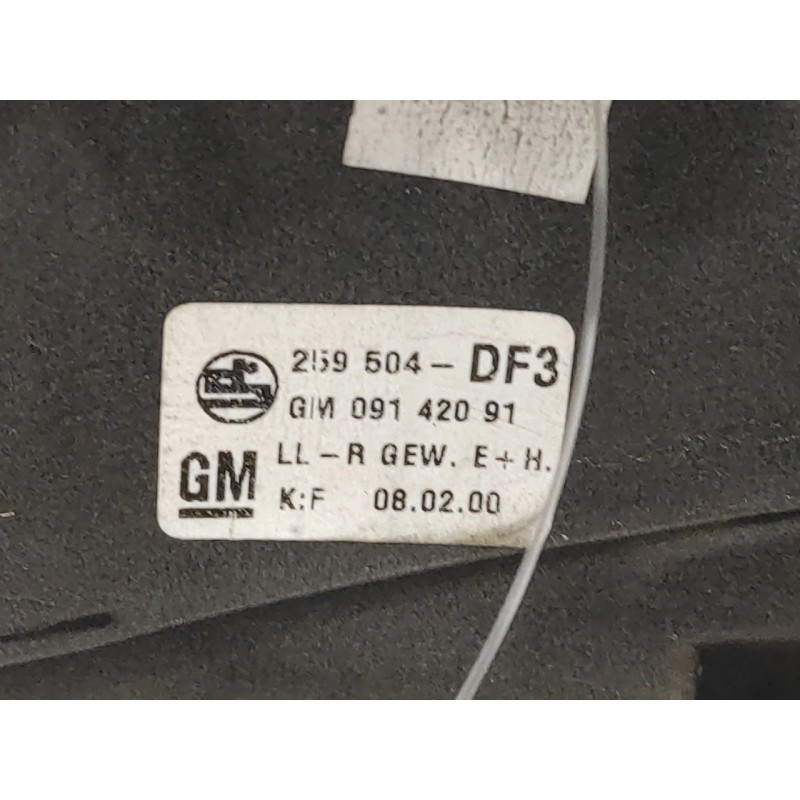 259 504 - DF3
GM 091 420 91
LL - R GEW. E + H.
GM
K:F 08.02.00